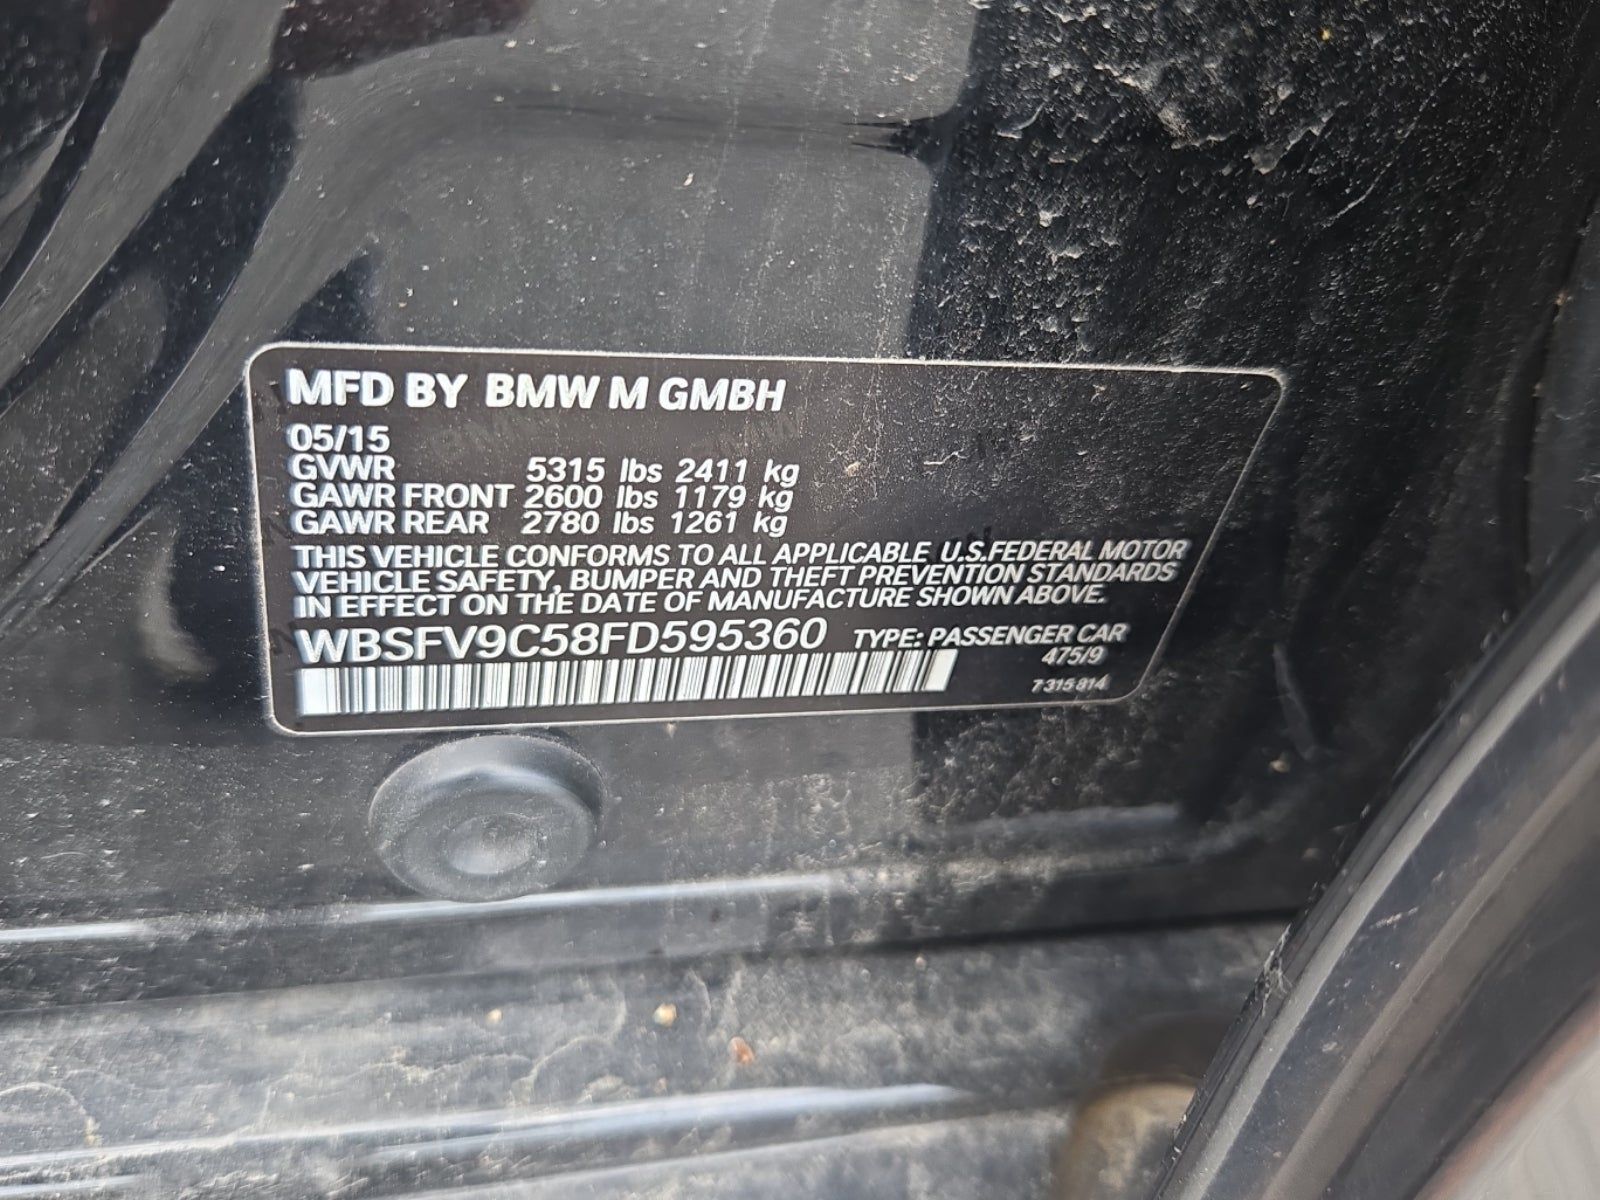 MFD BY BMW M GMBH
05/15
GVWR 5315 lbs 2411 kg
GAWR FRONT 2600 lbs 1179 kg
GAWR REAR 2780 lbs 1261 kg
THIS VEHICLE CONFORMS TO ALL APPLICABLE U.S.FEDERAL MOTOR
VEHICLE SAFETY, BUMPER AND THEFT PREVENTION STANDARDS
IN EFFECT ON THE DATE OF MANUFACTURE SHOWN ABOVE.
WBSFV9C58FD595360 TYPE: PASSENGER CAR
475/9
7 315 814